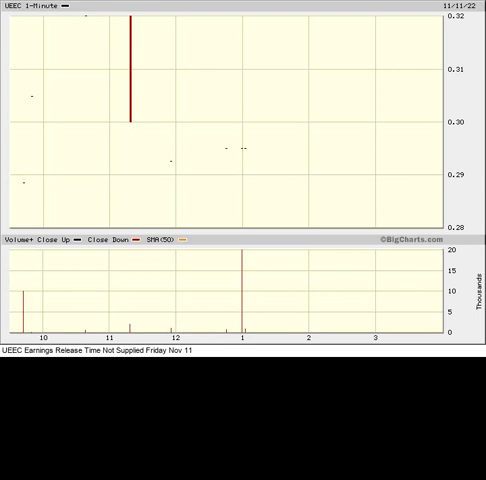 UEEC 1-Minute 11/11/22
0.32
0.31
0.30
0.29
0.28
Volume+ Close Up Close Down SMA(50) ©BigCharts.com
20
15
10
5
0
Thousands
10 11 12 1 2 3
UEEC Earnings Release Time Not Supplied Friday Nov 11